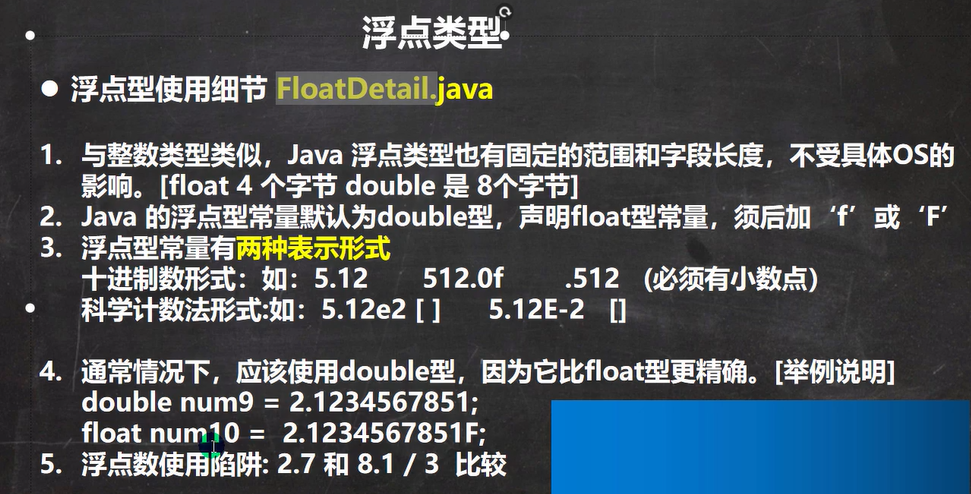 浮点类型
浮点型使用细节 FloatDetail.java
1. 与整数类型类似，Java 浮点类型也有固定的范围和字段长度，不受具体OS的
影响。[float 4 个字节 double 是 8个字节]
2. Java 的浮点型常量默认为double型，声明float型常量，须后加‘f’或‘F’
3. 浮点型常量有两种表示形式
十进制数形式：如：5.12 512.0f .512 (必须有小数点）
科学计数法形式:如：5.12e2 [ ] 5.12E-2 []
4. 通常情况下，应该使用double型，因为它比float型更精确。[举例说明]
double num9 = 2.1234567851;
float num10 = 2.1234567851F;
5. 浮点数使用陷阱: 2.7 和 8.1 / 3 比较